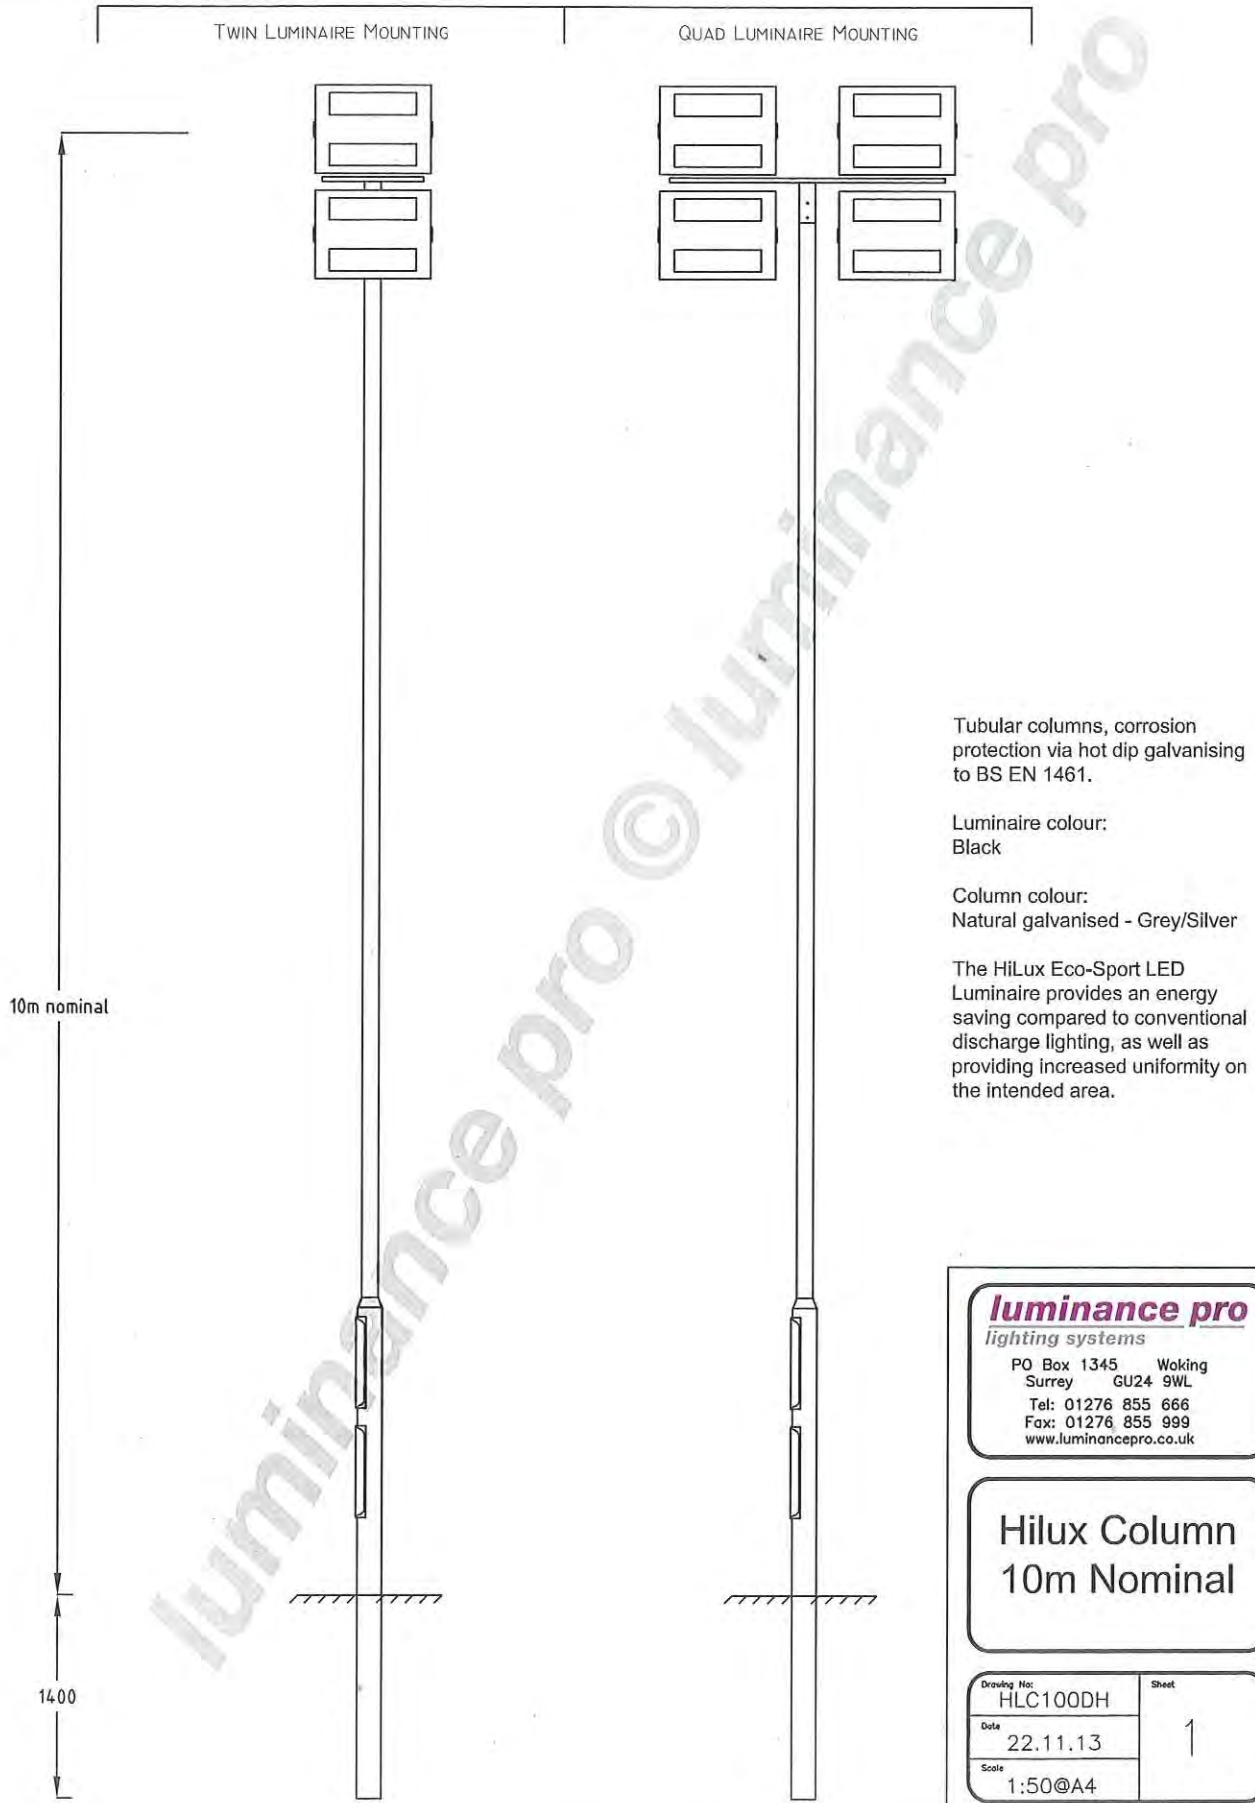 TWIN LUMINAIRE MOUNTING
QUAD LUMINAIRE MOUNTING
luminance pro © luminance pro
10m nominal
1400
Tubular columns, corrosion
protection via hot dip galvanising
to BS EN 1461.
Luminaire colour:
Black
Column colour:
Natural galvanised - Grey/Silver
The HiLux Eco-Sport LED
Luminaire provides an energy
saving compared to conventional
discharge lighting, as well as
providing increased uniformity on
the intended area.
luminance pro
lighting systems
PO Box 1345 Woking
Surrey GU24 9WL
Tel: 01276 855 666
Fax: 01276 855 999
www.luminancepro.co.uk
Hilux Column
10m Nominal
Drawing No:
HLC100DH
Sheet
1
Date
22.11.13
Scale
1:50@A4